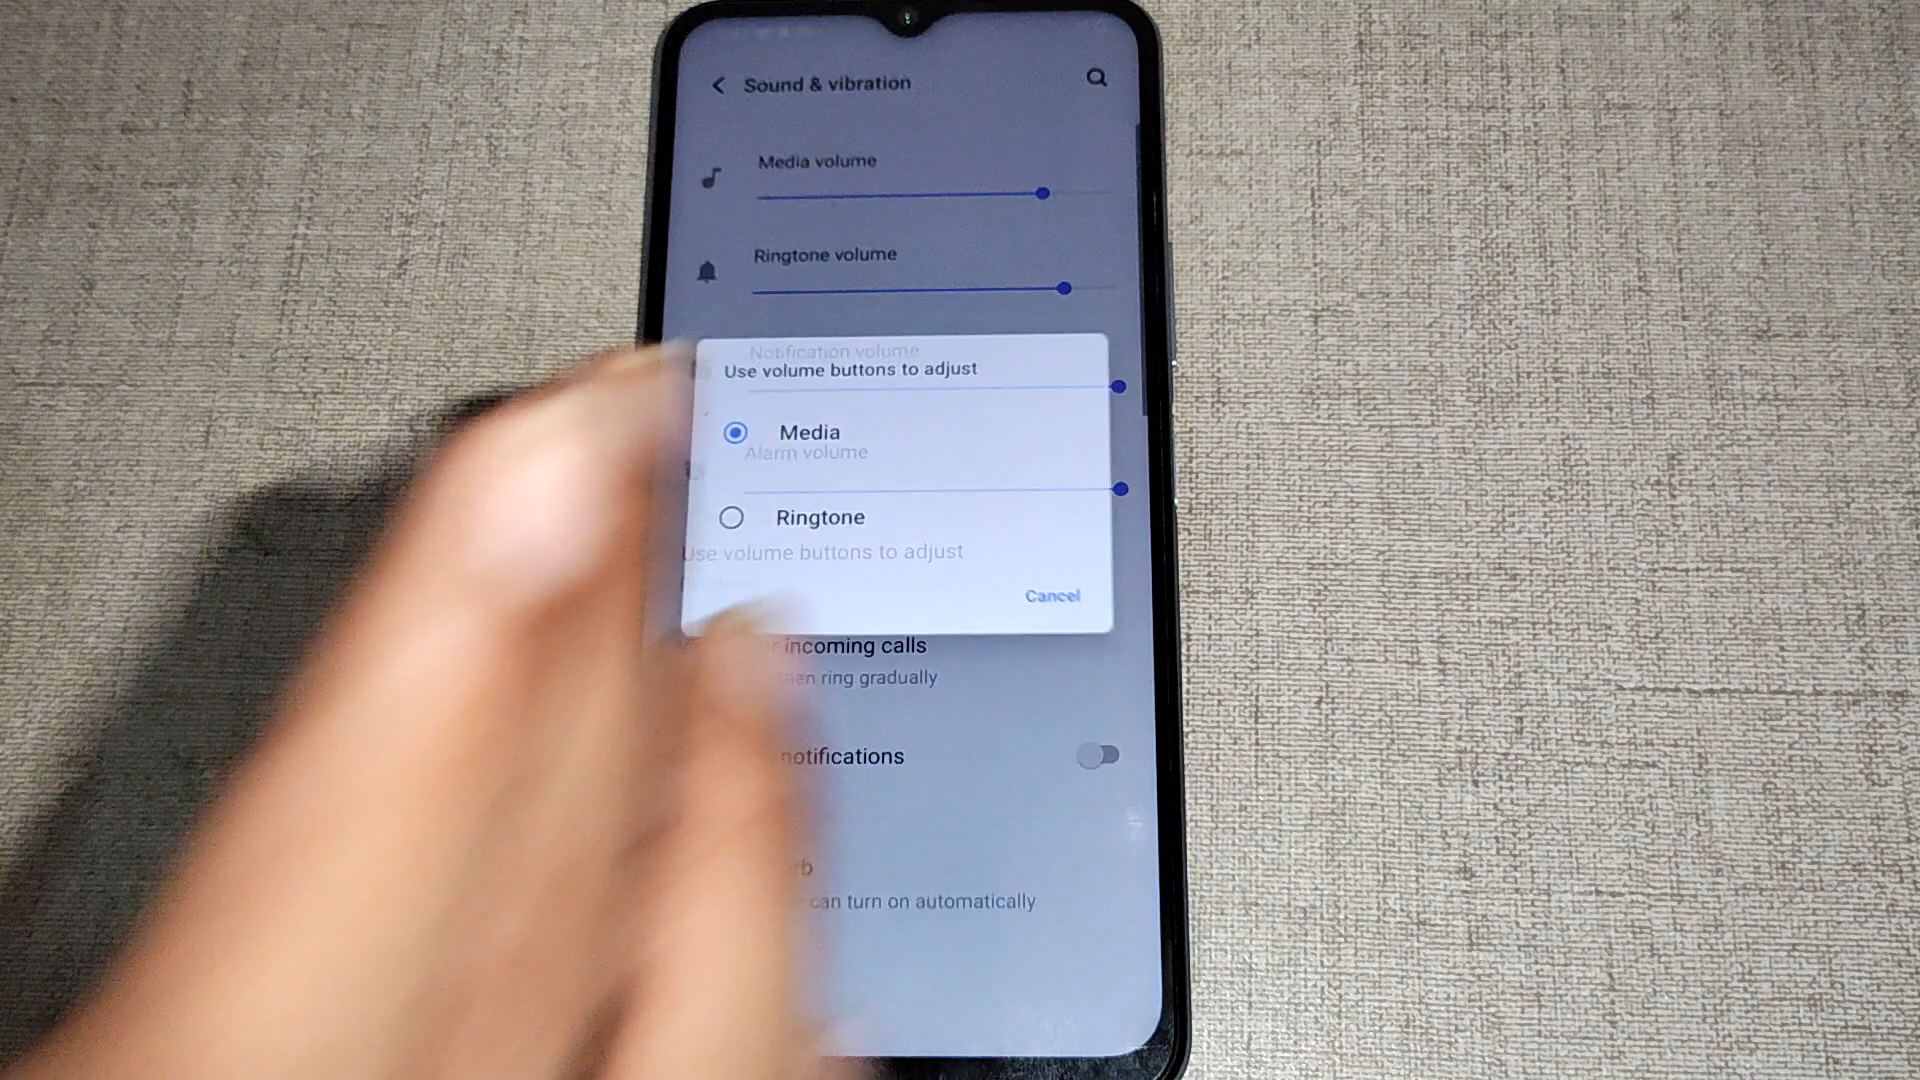 Sound & vibration
Media volume
Ringtone volume
Notification volume
Use volume buttons to adjust
Media
Alarm volume
Ringtone
Use volume buttons to adjust
Cancel
incoming calls
ring gradually
notifications
can turn on automatically